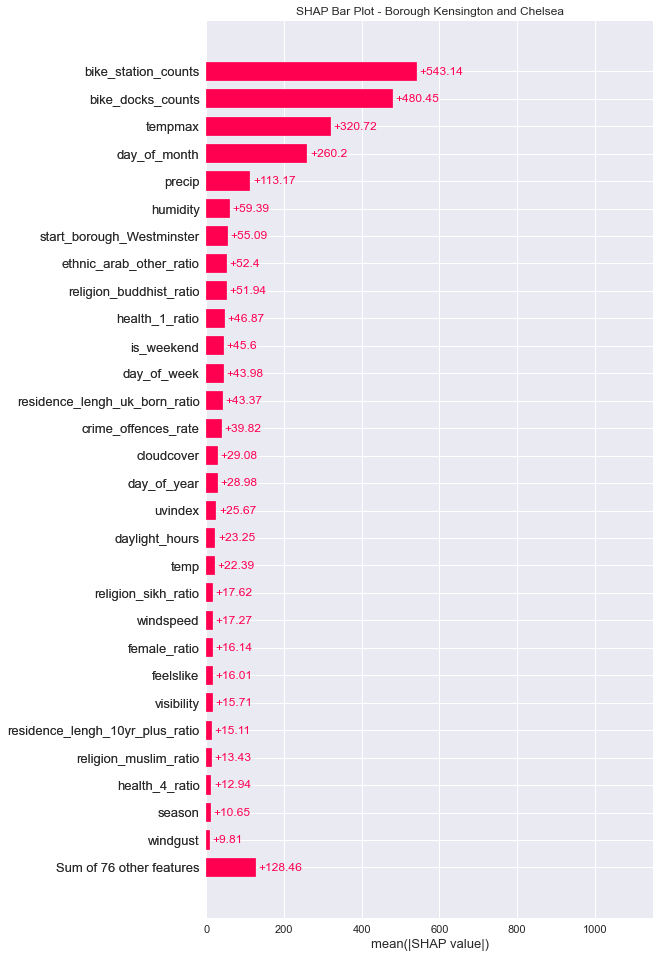 SHAP Bar Plot - Borough Kensington and Chelsea
bike_station_counts +543.14
bike_docks_counts +480.45
tempmax +320.72
day_of_month +260.2
precip +113.17
humidity +59.39
start_borough_Westminster +55.09
ethnic_arab_other_ratio +52.4
religion_buddhist_ratio +51.94
health_1_ratio +46.87
is_weekend +45.6
day_of_week +43.98
residence_lengh_uk_born_ratio +43.37
crime_offences_rate +39.82
cloudcover +29.08
day_of_year +28.98
uvindex +25.67
daylight_hours +23.25
temp +22.39
religion_sikh_ratio +17.62
windspeed +17.27
female_ratio +16.14
feelslike +16.01
visibility +15.71
residence_lengh_10yr_plus_ratio +15.11
religion_muslim_ratio +13.43
health_4_ratio +12.94
season +10.65
windgust +9.81
Sum of 76 other features +128.46
0 200 400 600 800 1000
mean(|SHAP value|)